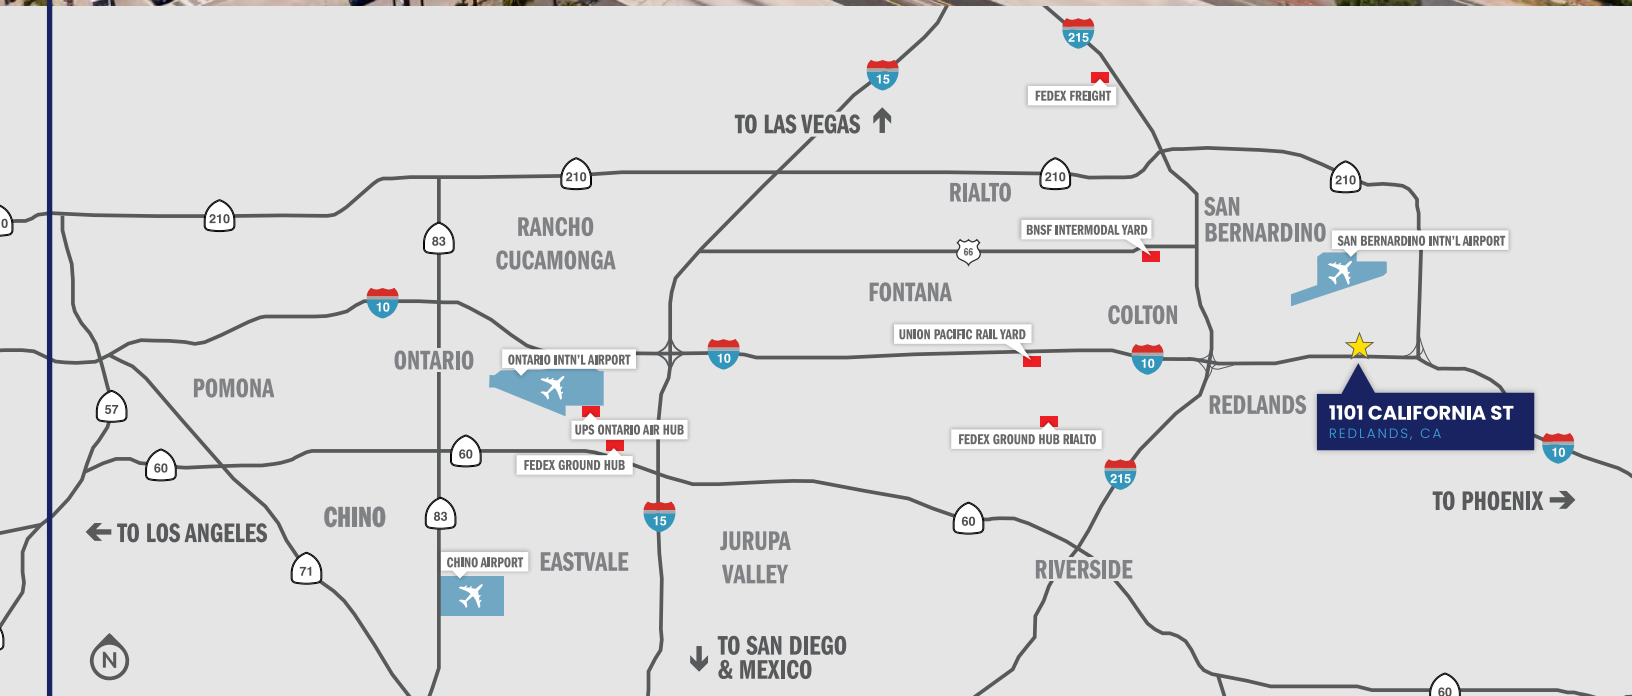 215
15
FEDEX FREIGHT
TO LAS VEGAS
210
210
210
210
RIALTO
SAN
BERNARDINO
RANCHO
CUCAMONGA
83
BNSF INTERMODAL YARD
SAN BERNARDINO INTN'L AIRPORT
66
FONTANA
COLTON
10
UNION PACIFIC RAIL YARD
ONTARIO
ONTARIO INTN'L AIRPORT
10
10
POMONA
57
UPS ONTARIO AIR HUB
FEDEX GROUND HUB RIALTO
REDLANDS
1101 CALIFORNIA ST
REDLANDS, CA
60
60
FEDEX GROUND HUB
215
10
TO PHOENIX
CHINO
83
15
60
TO LOS ANGELES
71
CHINO AIRPORT
EASTVALE
JURUPA
VALLEY
RIVERSIDE
N
TO SAN DIEGO
& MEXICO
60